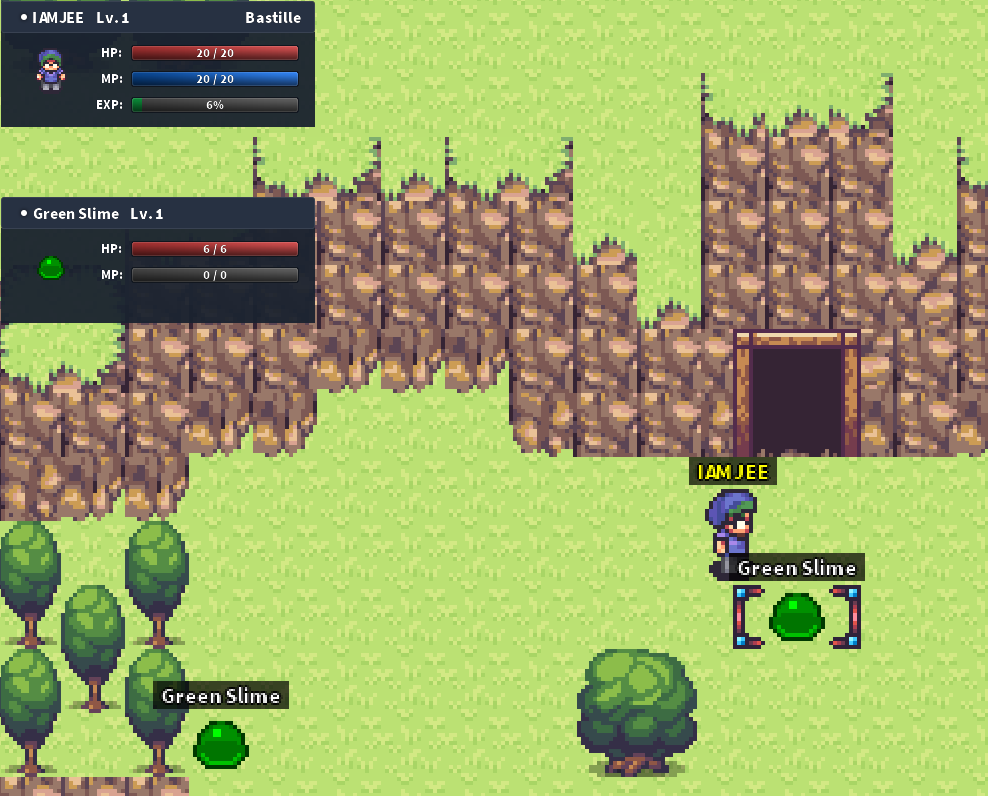 • IAMJEE Lv.1 Bastille
HP: 20 / 20
MP: 20 / 20
EXP: 6%
• Green Slime Lv.1
HP: 6 / 6
MP: 0 / 0
IAMJEE
Green Slime
Green Slime